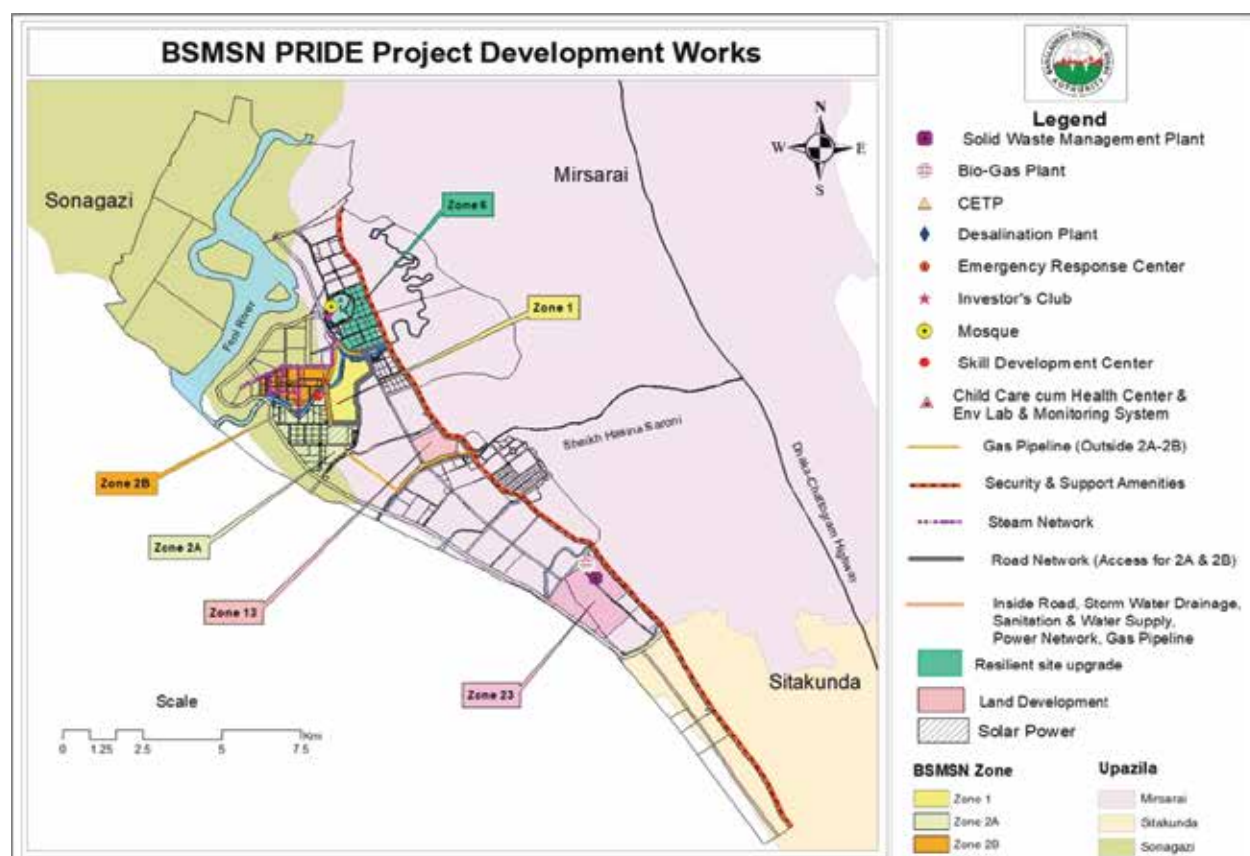 BSMSN PRIDE Project Development Works
Sonagazi
Mirsarai
N
W
E
S
Zone 6
Zone 1
Feni River
Sheikh Hasina Saroni
Dhaka-Chattogram Highway
Zone 2B
Zone 2A
Zone 13
Zone 23
Sitakunda
Scale
Km
0 1.25 2.5 5 7.5
BANGLADESH ECONOMIC ZONES
AUTHORITY
Legend
Solid Waste Management Plant
Bio-Gas Plant
CETP
Desalination Plant
Emergency Response Center
Investor's Club
Mosque
Skill Development Center
Child Care cum Health Center &
Env Lab & Monitoring System
Gas Pipeline (Outside 2A-2B)
Security & Support Amenities
Steam Network
Road Network (Access for 2A & 2B)
Inside Road, Storm Water Drainage,
Sanitation & Water Supply,
Power Network, Gas Pipeline
Resilient site upgrade
Land Development
Solar Power
BSMSN Zone
Zone 1
Zone 2A
Zone 2B
Upazila
Mirsarai
Sitakunda
Sonagazi